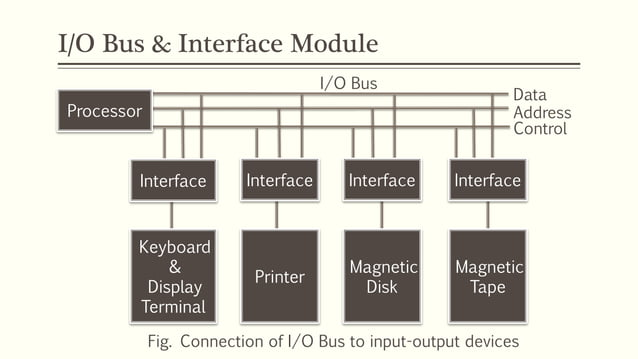 I/O Bus & Interface Module
I/O Bus
Processor
Data
Address
Control
Interface
Interface
Interface
Interface
Keyboard
&
Display
Terminal
Printer
Magnetic
Disk
Magnetic
Tape
Fig. Connection of I/O Bus to input-output devices